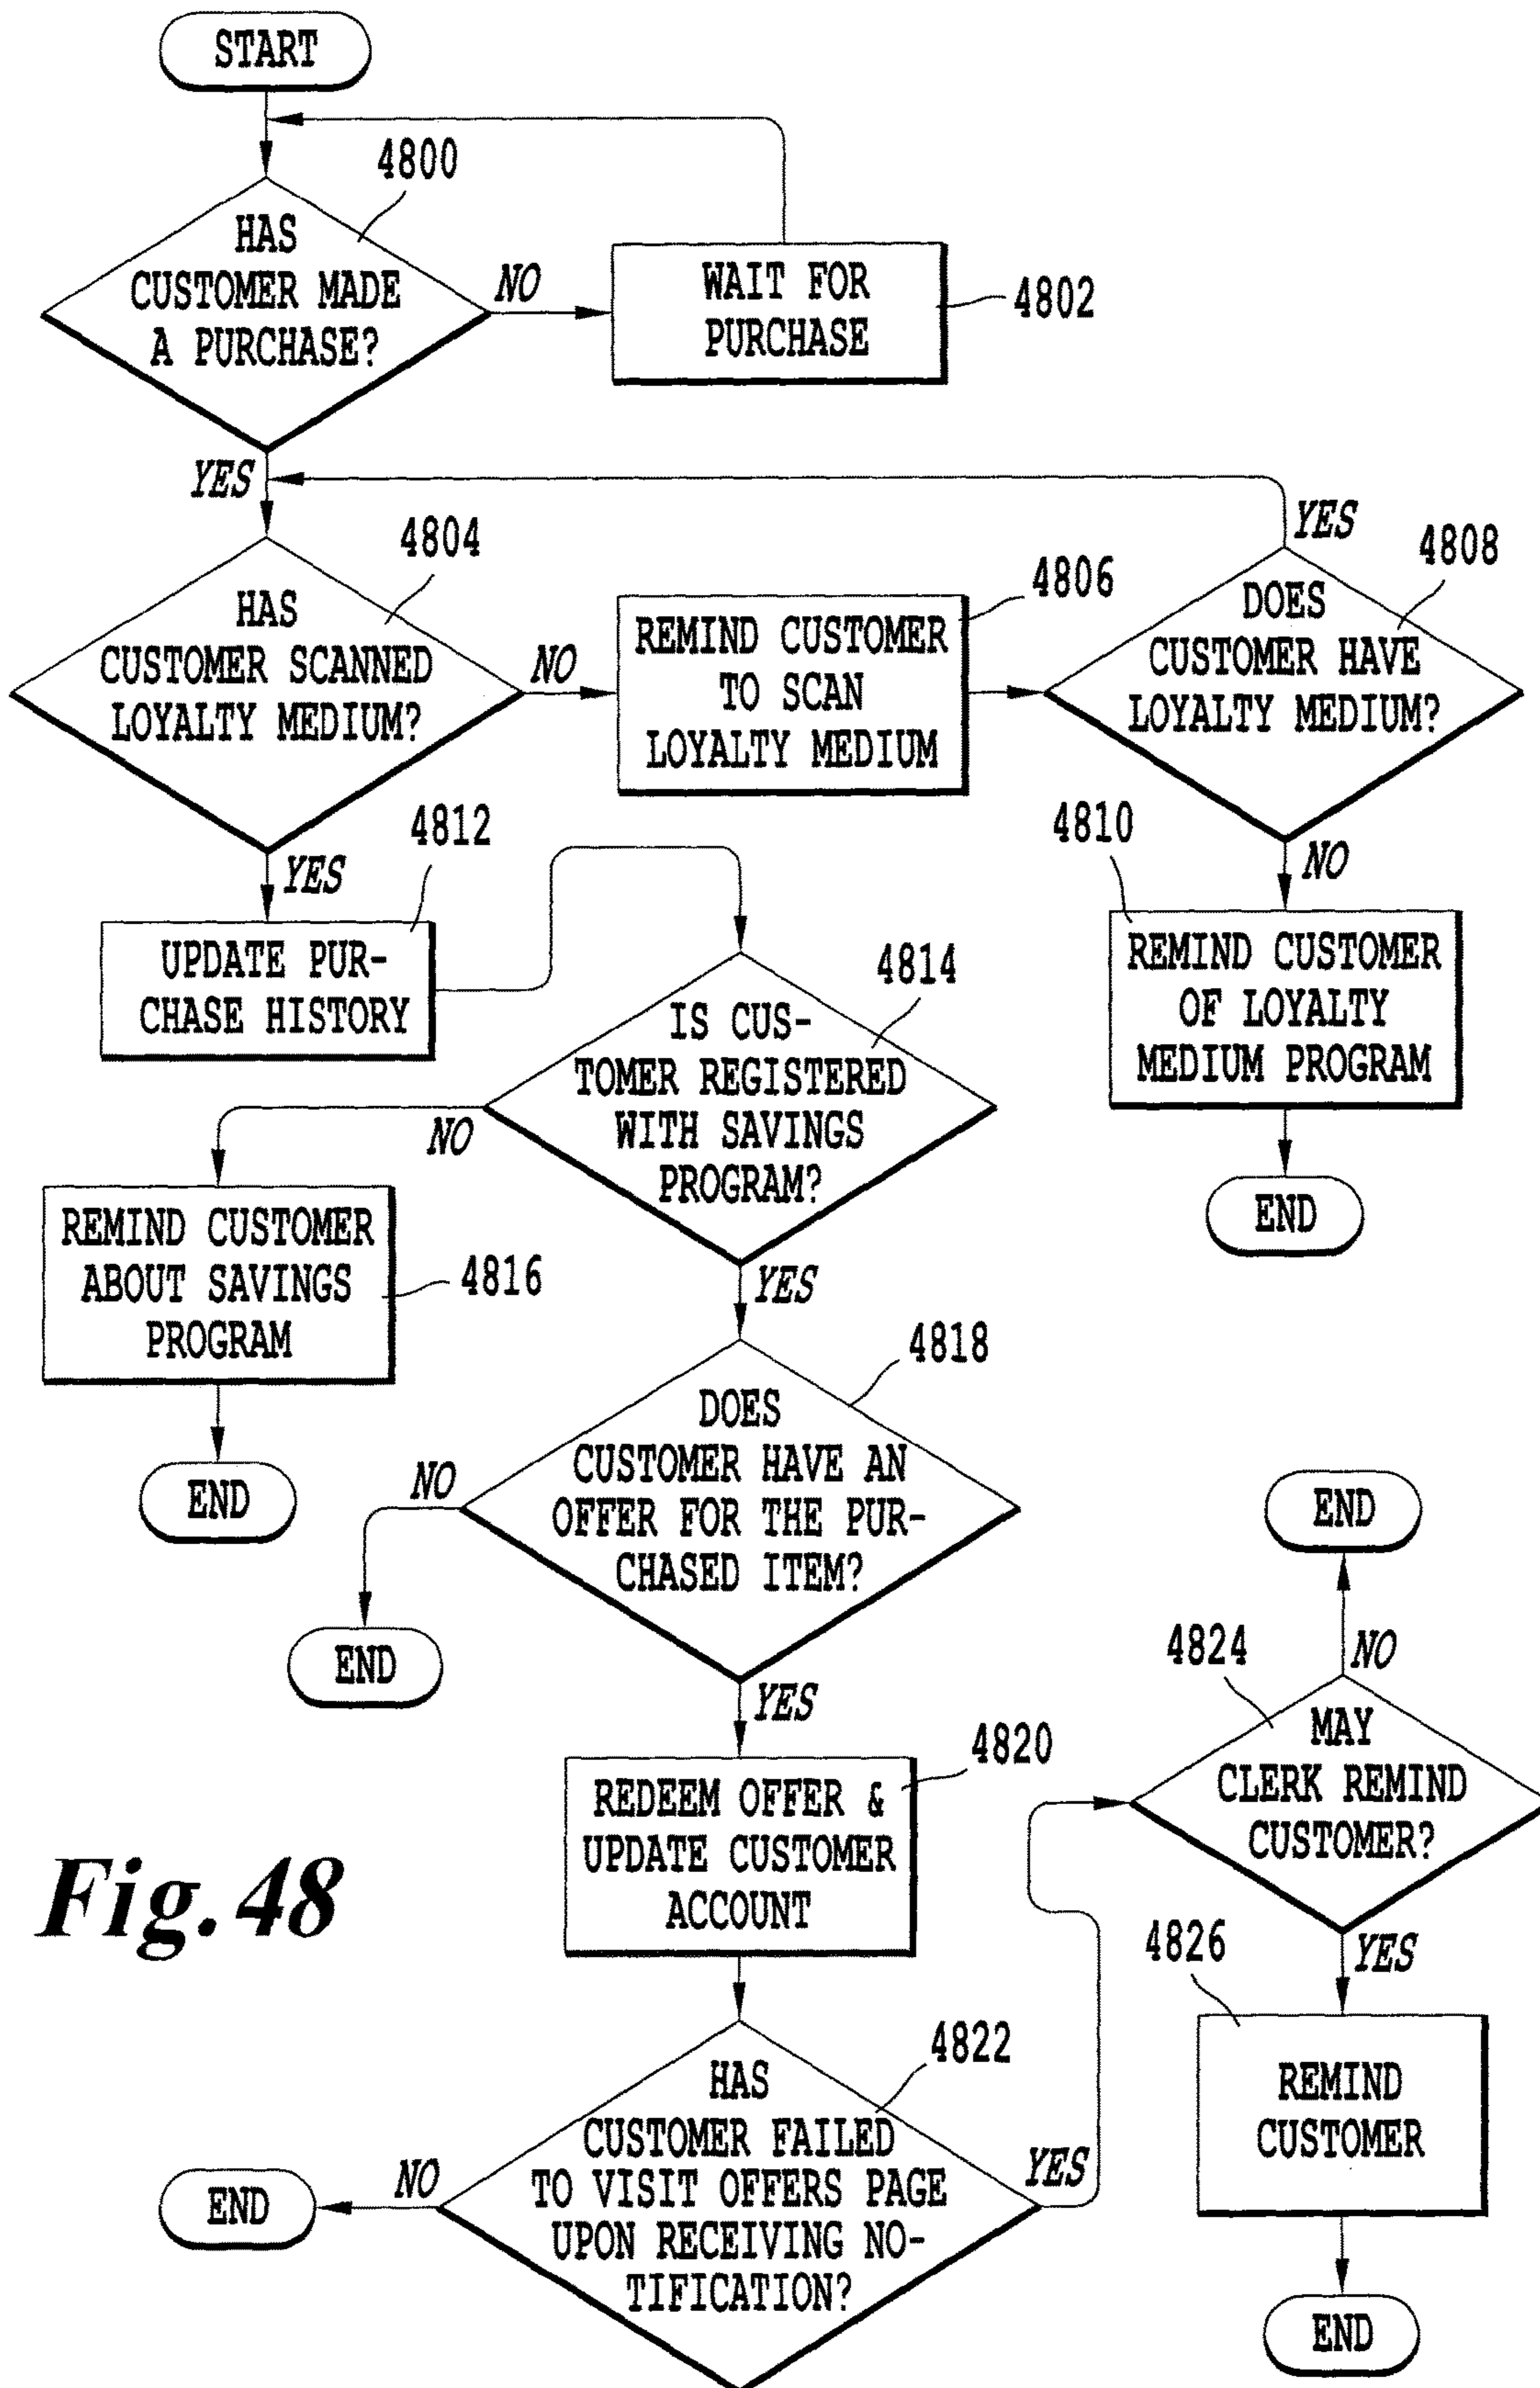 START
4800
HAS
CUSTOMER MADE
A PURCHASE?
NO
WAIT FOR
PURCHASE
4802
YES
4804
HAS
CUSTOMER SCANNED
LOYALTY MEDIUM?
NO
4806
REMIND CUSTOMER
TO SCAN
LOYALTY MEDIUM
YES
4808
DOES
CUSTOMER HAVE
LOYALTY MEDIUM?
NO
4810
REMIND CUSTOMER
OF LOYALTY
MEDIUM PROGRAM
END
YES
4812
UPDATE PUR-
CHASE HISTORY
4814
IS CUS-
TOMER REGISTERED
WITH SAVINGS
PROGRAM?
NO
REMIND CUSTOMER
ABOUT SAVINGS
PROGRAM
4816
END
YES
4818
DOES
CUSTOMER HAVE AN
OFFER FOR THE PUR-
CHASED ITEM?
NO
END
YES
4820
REDEEM OFFER &
UPDATE CUSTOMER
ACCOUNT
4822
HAS
CUSTOMER FAILED
TO VISIT OFFERS PAGE
UPON RECEIVING NO-
TIFICATION?
NO
END
YES
4824
MAY
CLERK REMIND
CUSTOMER?
NO
END
YES
4826
REMIND
CUSTOMER
END
Fig. 48